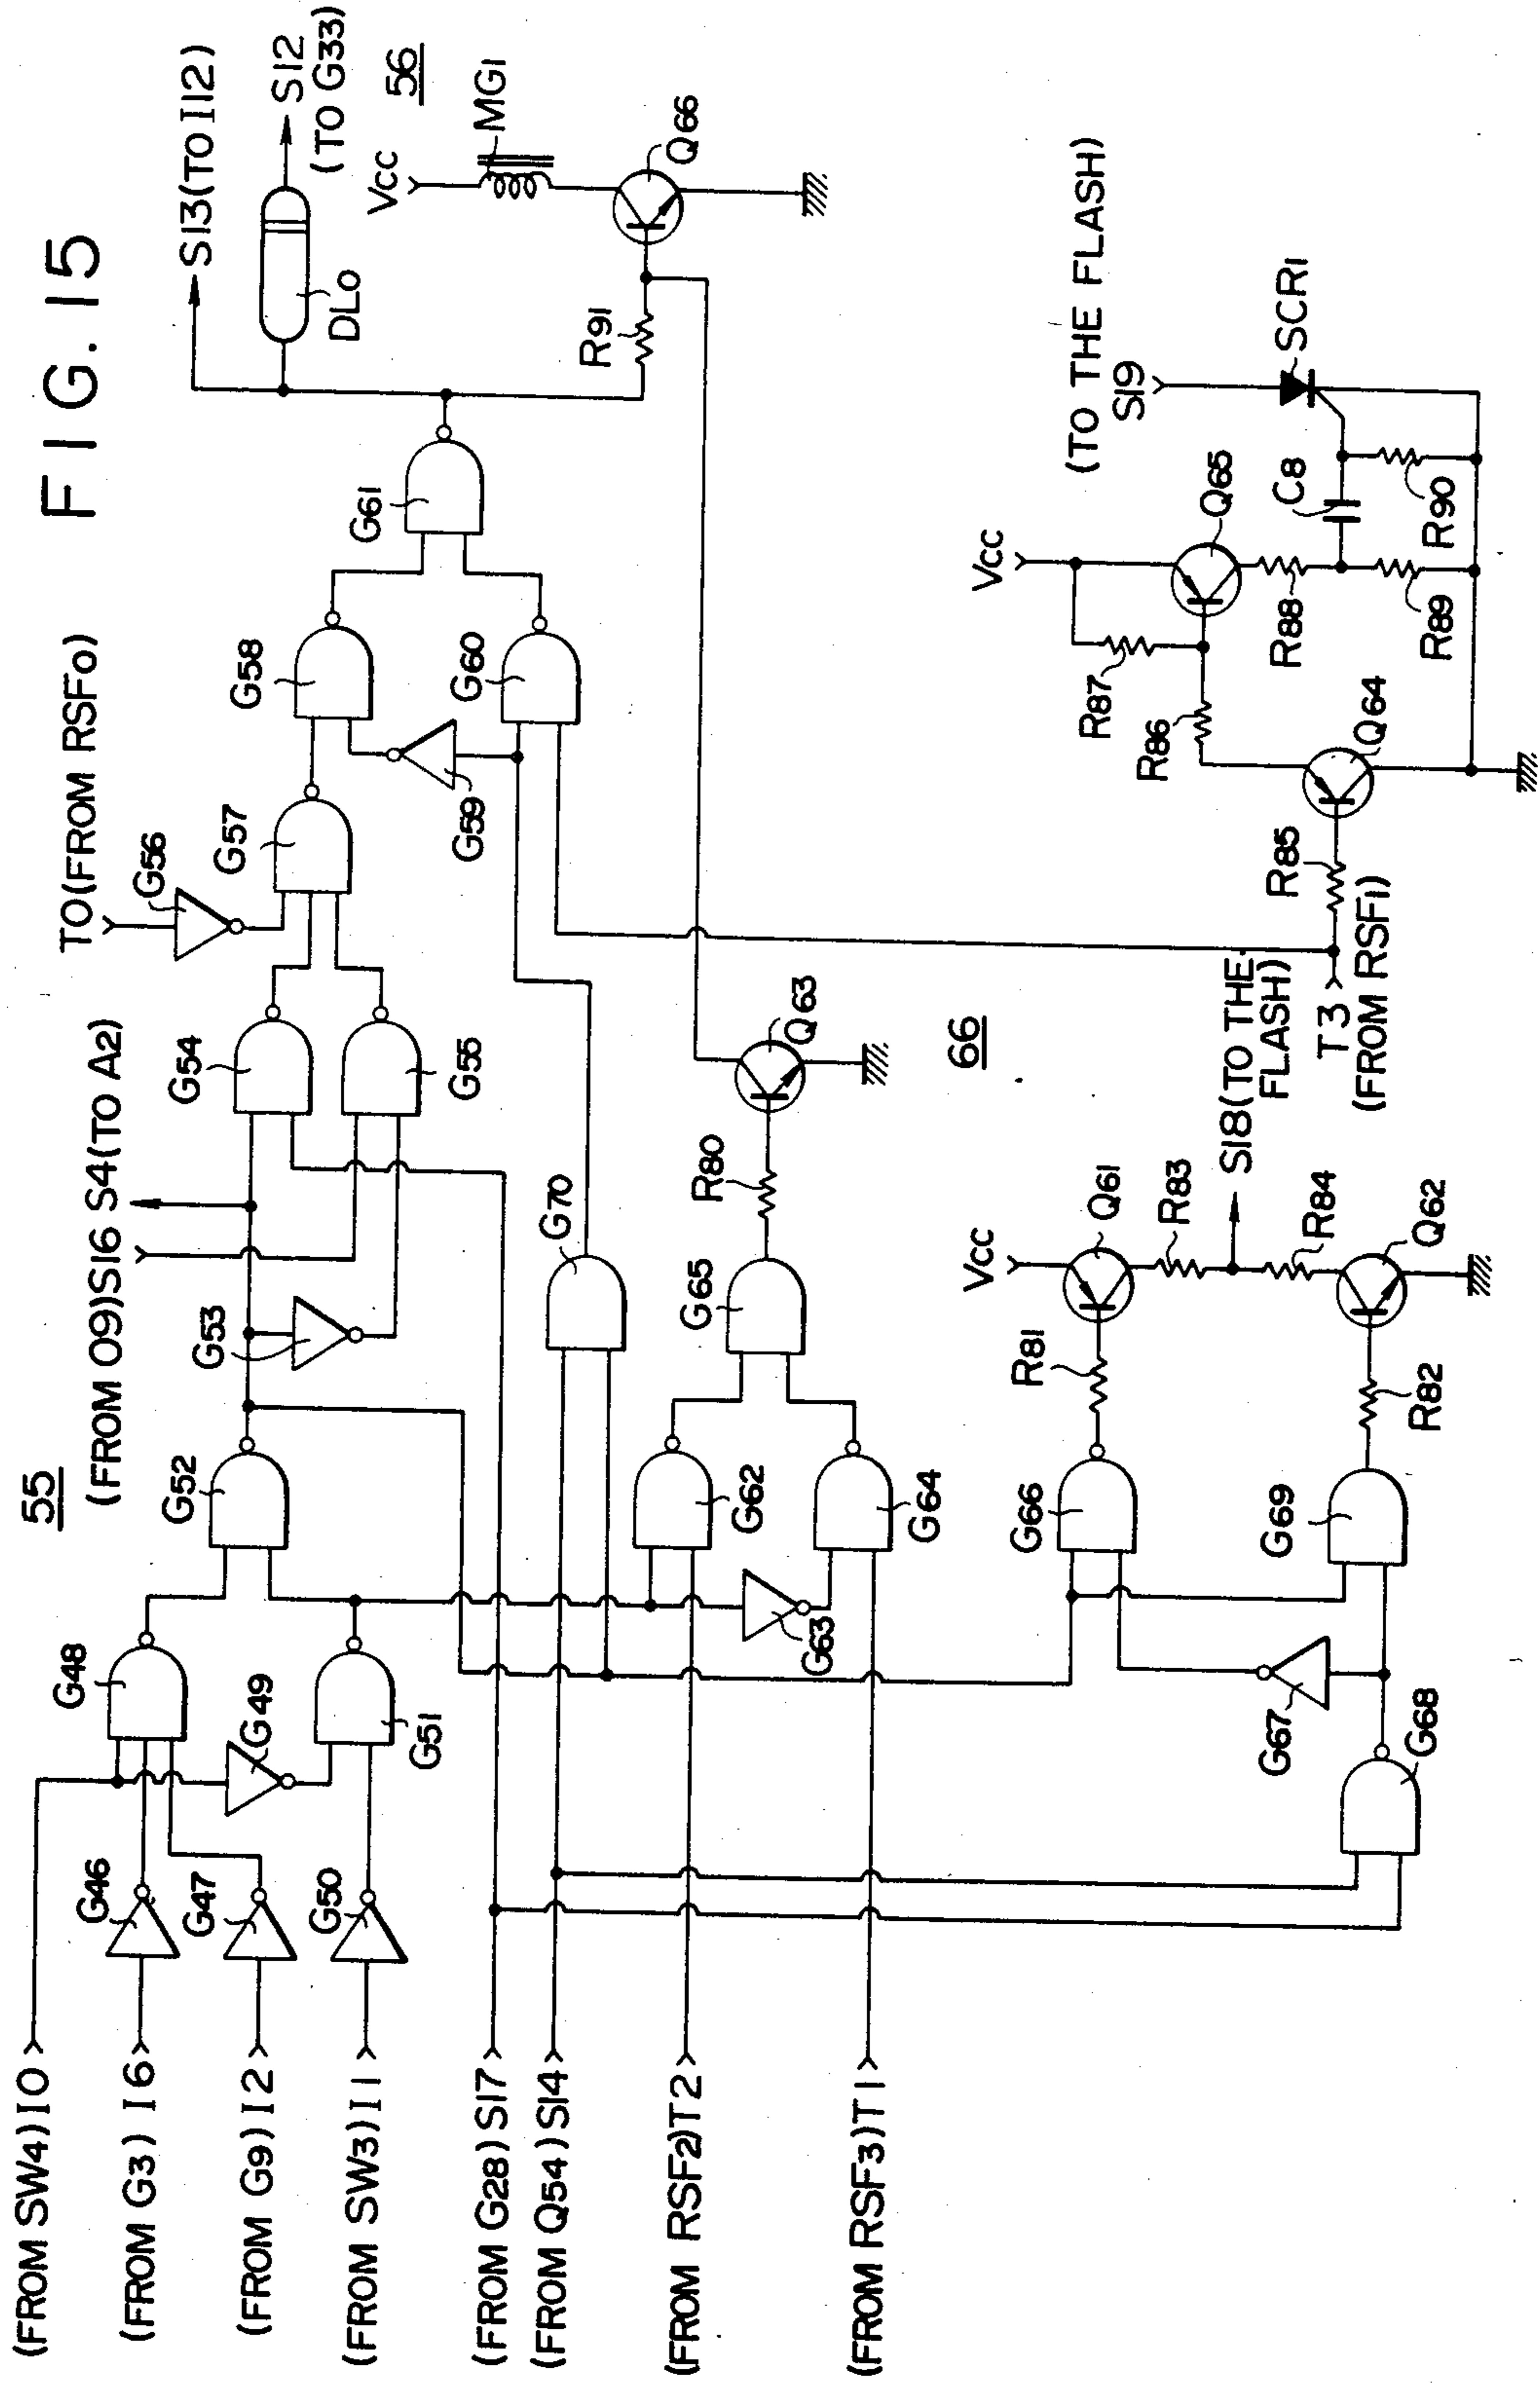 FIG. 15
(FROM SW4) I0
(FROM G3) I6
(FROM G9) I2
(FROM SW3) I1
(FROM G28) S17
(FROM Q54) S14
(FROM RSF2) T2
(FROM RSF3) T1
G46
G47
G50
G48
G49
G51
55
G52
(FROM O9) S16 S4 (TO A2)
G53
G54
G55
T0 (FROM RSF0)
G56
G57
G58
G59
G60
G61
S13 (TO I12)
DL0
S12
(TO G33)
56
Vcc
MG1
R91
Q66
G70
G62
G63
G64
G65
R80
Q63
66
G66
G67
G68
G69
R81
R82
Vcc
Q61
R83
R84
Q62
S18 (TO THE
FLASH)
T3
(FROM RSF1)
R85
Q64
R86
R87
Vcc
Q65
R88
R89
C8
R90
(TO THE FLASH)
S19
SCR1